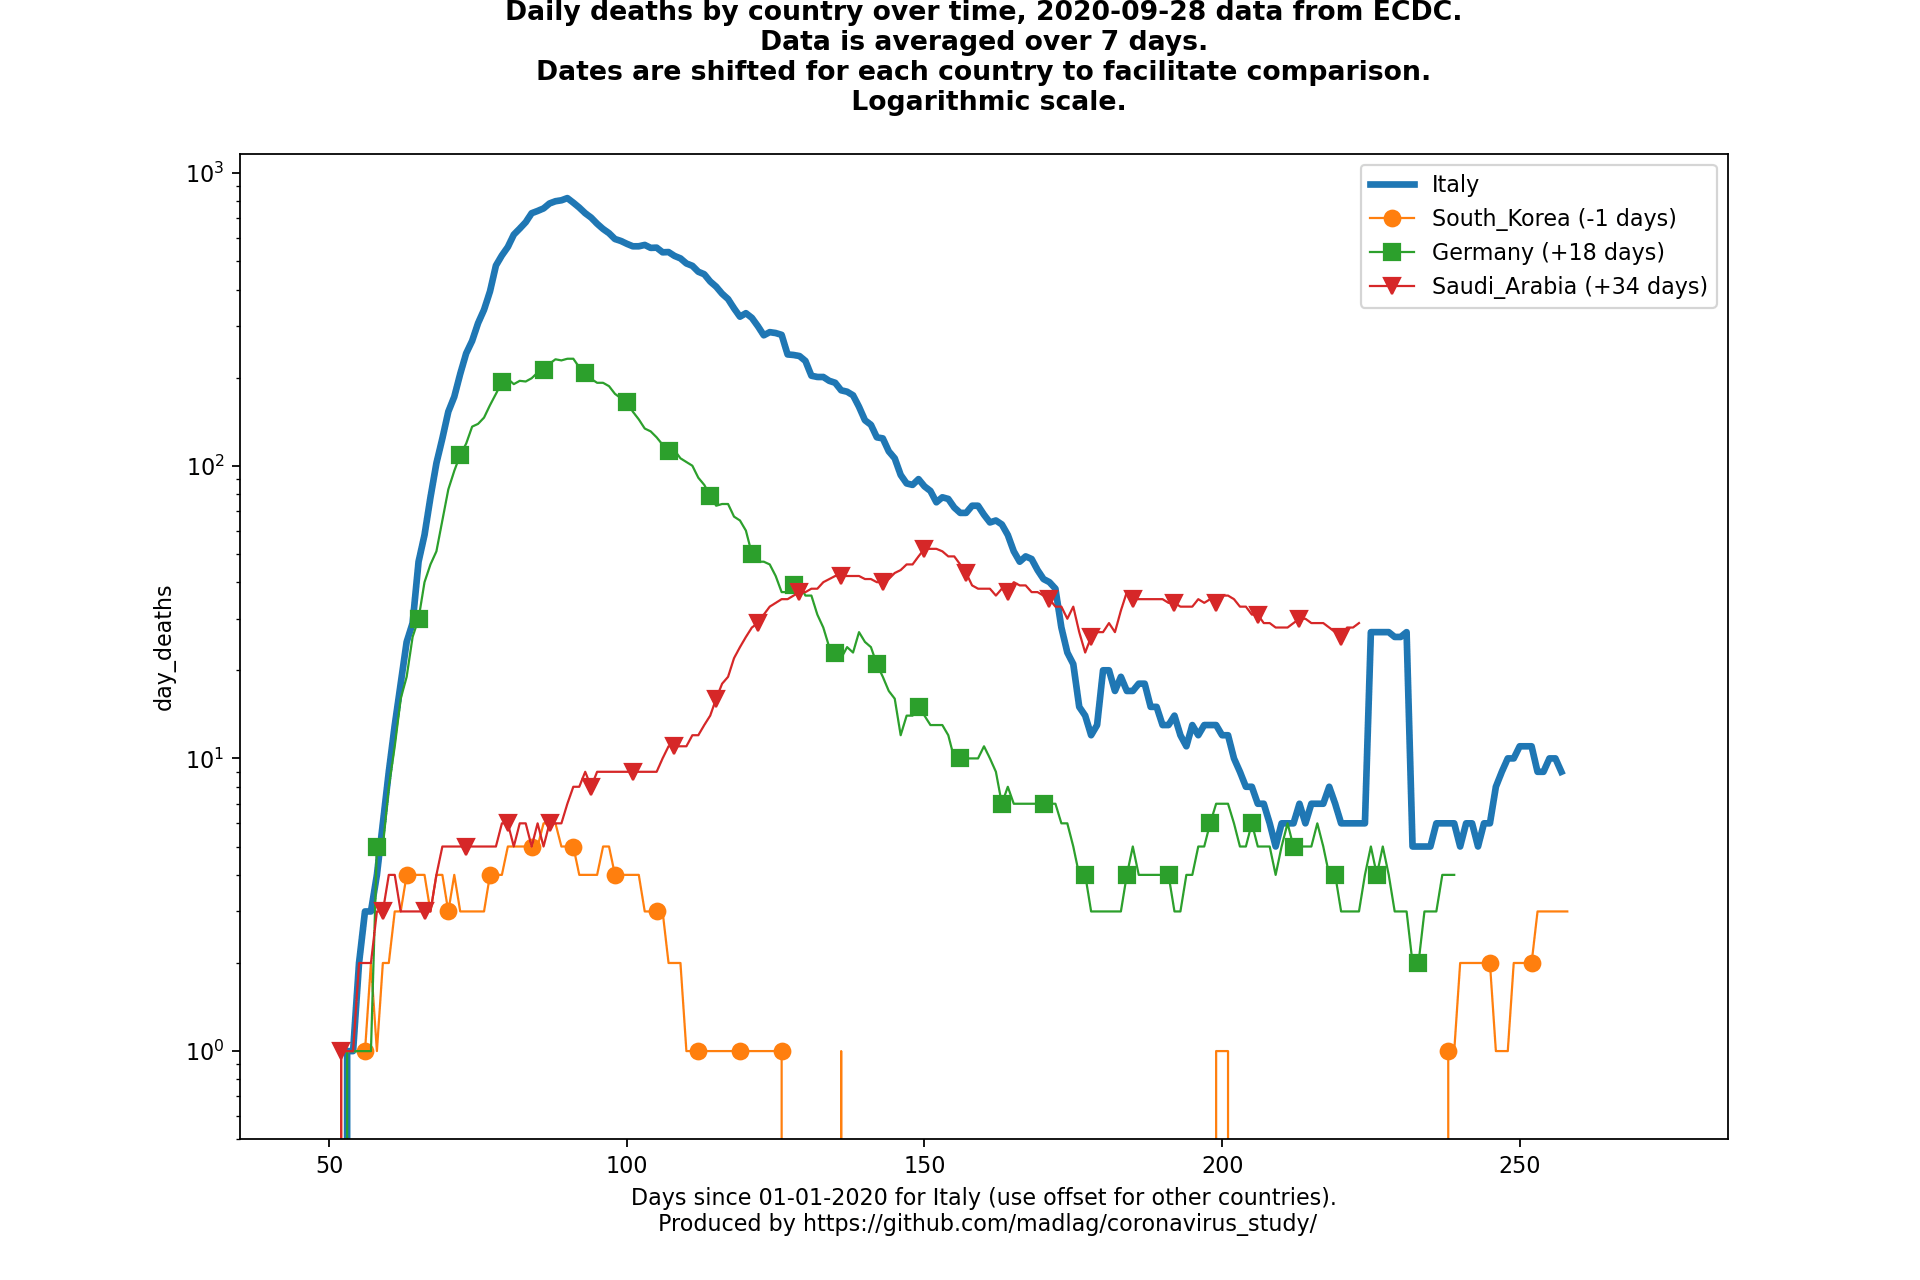 Daily deaths by country over time, 2020-09-28 data from ECDC.
Data is averaged over 7 days.
Dates are shifted for each country to facilitate comparison.
Logarithmic scale.
10³
10²
10¹
10⁰
day_deaths
Italy
South_Korea (-1 days)
Germany (+18 days)
Saudi_Arabia (+34 days)
50 100 150 200 250
Days since 01-01-2020 for Italy (use offset for other countries).
Produced by https://github.com/madlag/coronavirus_study/